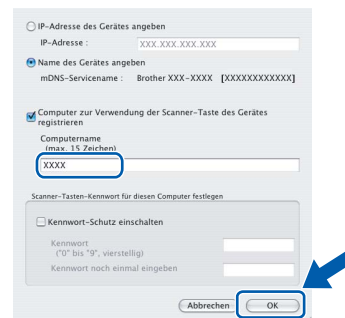 IP-Adresse des Gerätes angeben
IP-Adresse : XXX.XXX.XXX.XXX
Name des Gerätes angeben
mDNS-Servicename : Brother XXX-XXXX [XXXXXXXXXXXX]
Computer zur Verwendung der Scanner-Taste des Gerätes
registrieren
Computername
(max. 15 Zeichen)
XXXX
Scanner-Tasten-Kennwort für diesen Computer festlegen
Kennwort-Schutz einschalten
Kennwort
("0" bis "9", vierstellig)
Kennwort noch einmal eingeben
Abbrechen OK